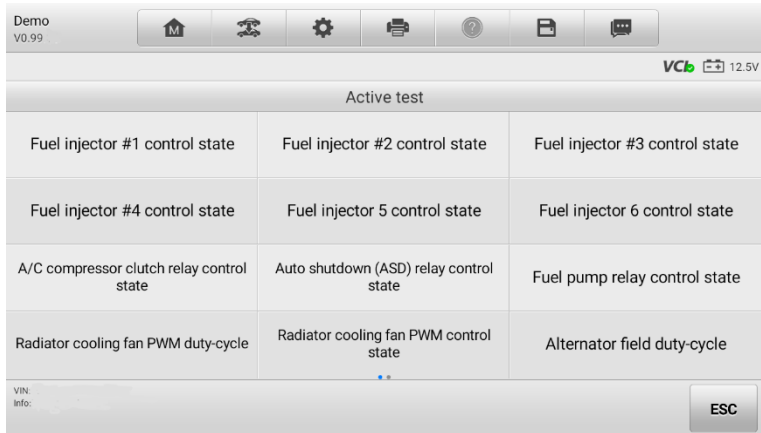 Demo
V0.99
M
?
VCI 12.5V
Active test
Fuel injector #1 control state
Fuel injector #2 control state
Fuel injector #3 control state
Fuel injector #4 control state
Fuel injector 5 control state
Fuel injector 6 control state
A/C compressor clutch relay control
state
Auto shutdown (ASD) relay control
state
Fuel pump relay control state
Radiator cooling fan PWM duty-cycle
Radiator cooling fan PWM control
state
Alternator field duty-cycle
VIN:
Info:
ESC